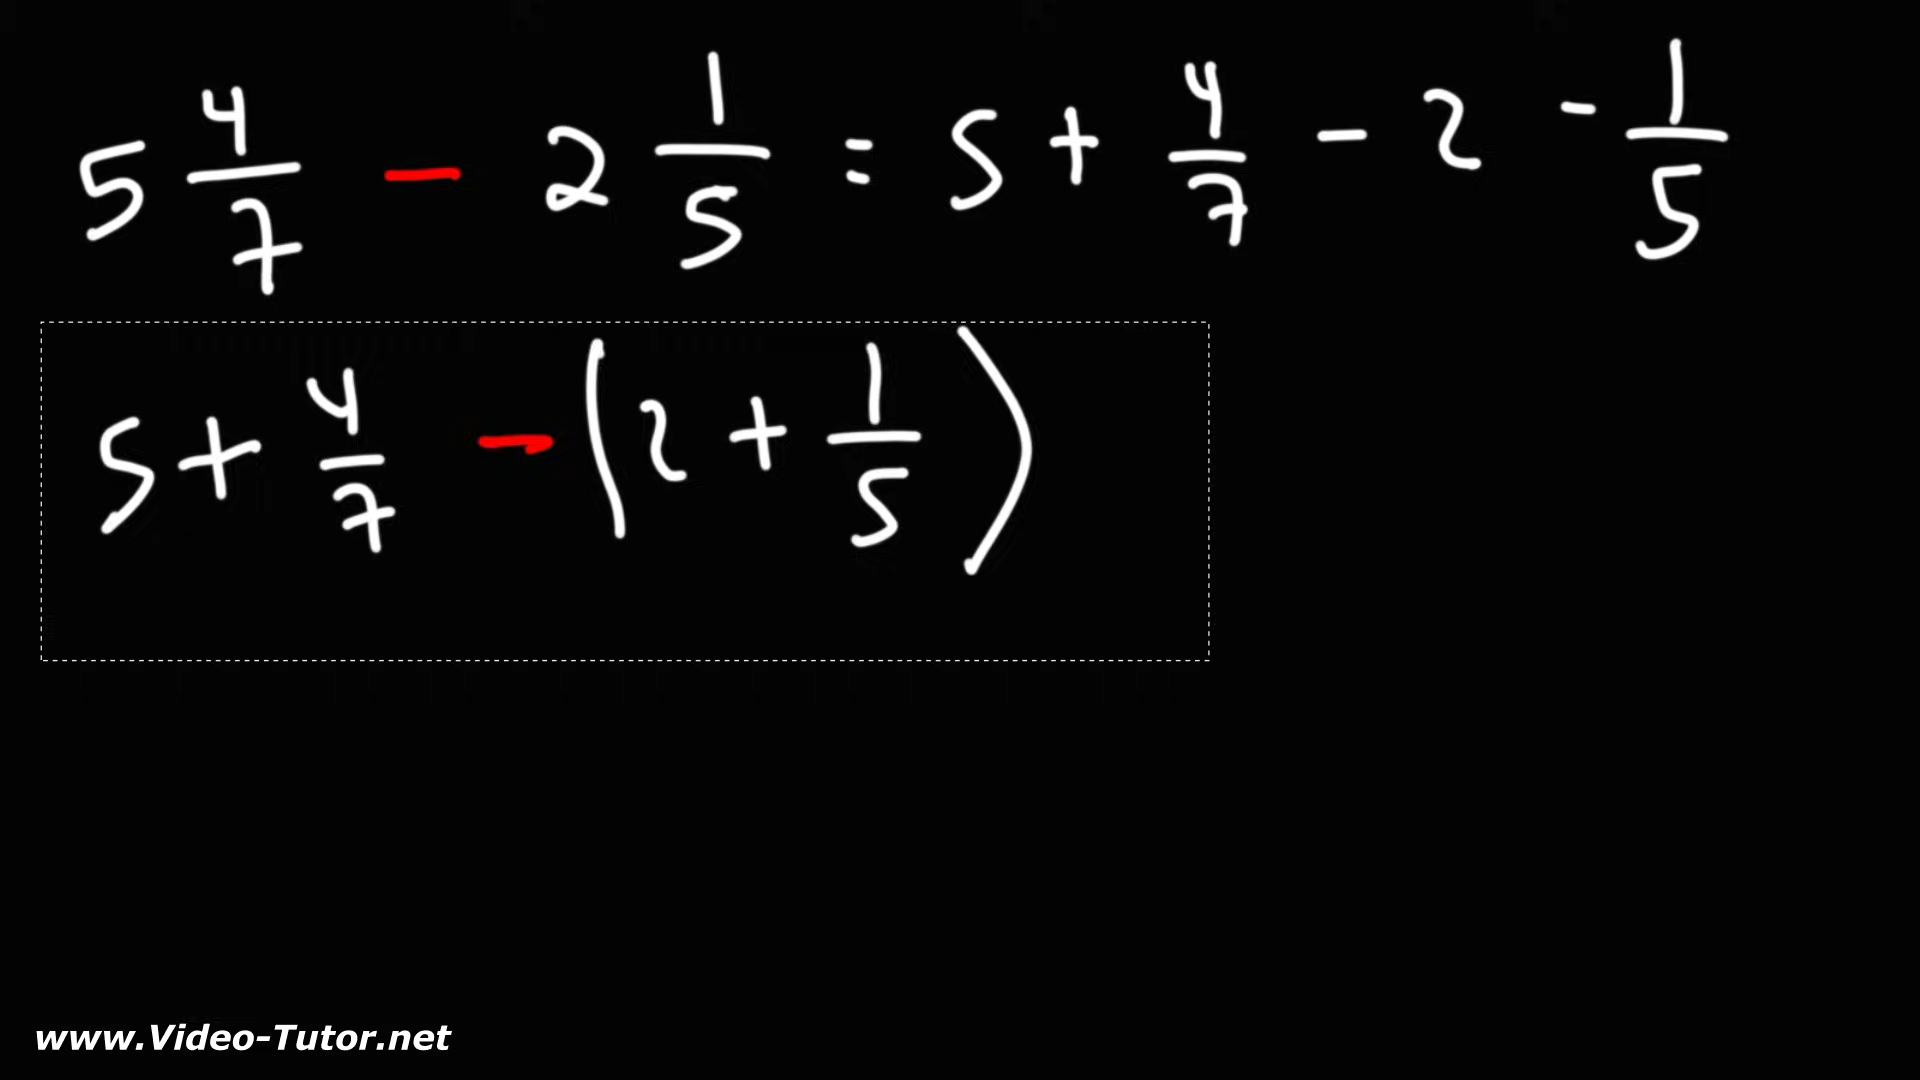 5 4/7 - 2 1/5 = 5 + 4/7 - 2 - 1/5
5 + 4/7 - (2 + 1/5)
www.Video-Tutor.net